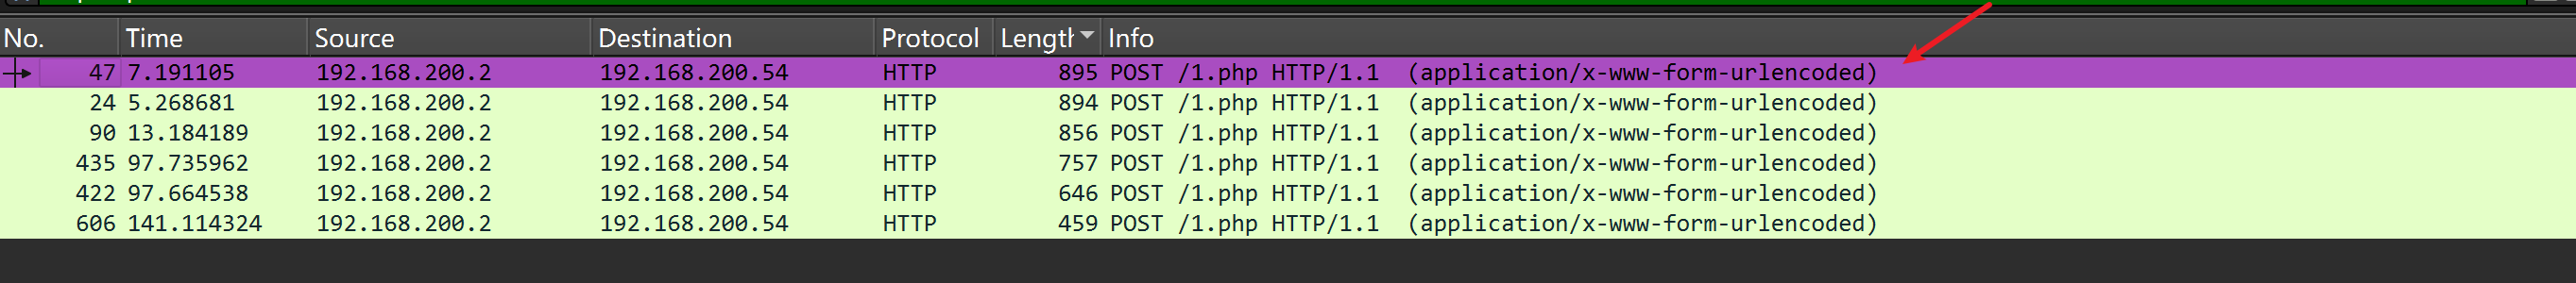 No. Time Source Destination Protocol Length Info
47 7.191105 192.168.200.2 192.168.200.54 HTTP 895 POST /1.php HTTP/1.1 (application/x-www-form-urlencoded)
24 5.268681 192.168.200.2 192.168.200.54 HTTP 894 POST /1.php HTTP/1.1 (application/x-www-form-urlencoded)
90 13.184189 192.168.200.2 192.168.200.54 HTTP 856 POST /1.php HTTP/1.1 (application/x-www-form-urlencoded)
435 97.735962 192.168.200.2 192.168.200.54 HTTP 757 POST /1.php HTTP/1.1 (application/x-www-form-urlencoded)
422 97.664538 192.168.200.2 192.168.200.54 HTTP 646 POST /1.php HTTP/1.1 (application/x-www-form-urlencoded)
606 141.114324 192.168.200.2 192.168.200.54 HTTP 459 POST /1.php HTTP/1.1 (application/x-www-form-urlencoded)